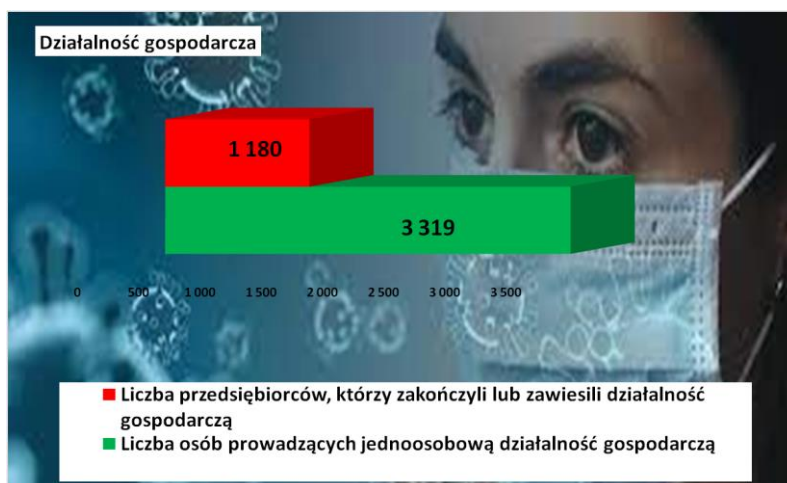 Działalność gospodarcza
1 180
3 319
0 500 1 000 1 500 2 000 2 500 3 000 3 500
Liczba przedsiębiorców, którzy zakończyli lub zawiesili działalność
gospodarczą
Liczba osób prowadzących jednoosobową działalność gospodarczą